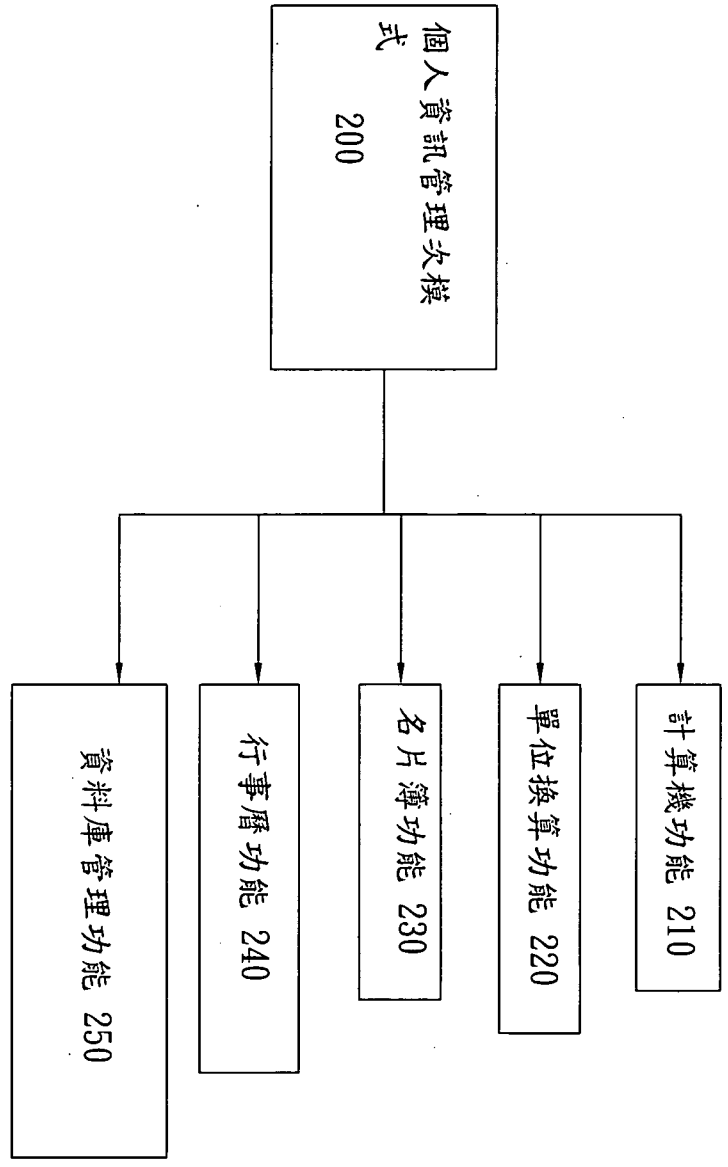 個人資訊管理次模
式
200
計算機功能 210
單位換算功能 220
名片簿功能 230
行事曆功能 240
資料庫管理功能 250